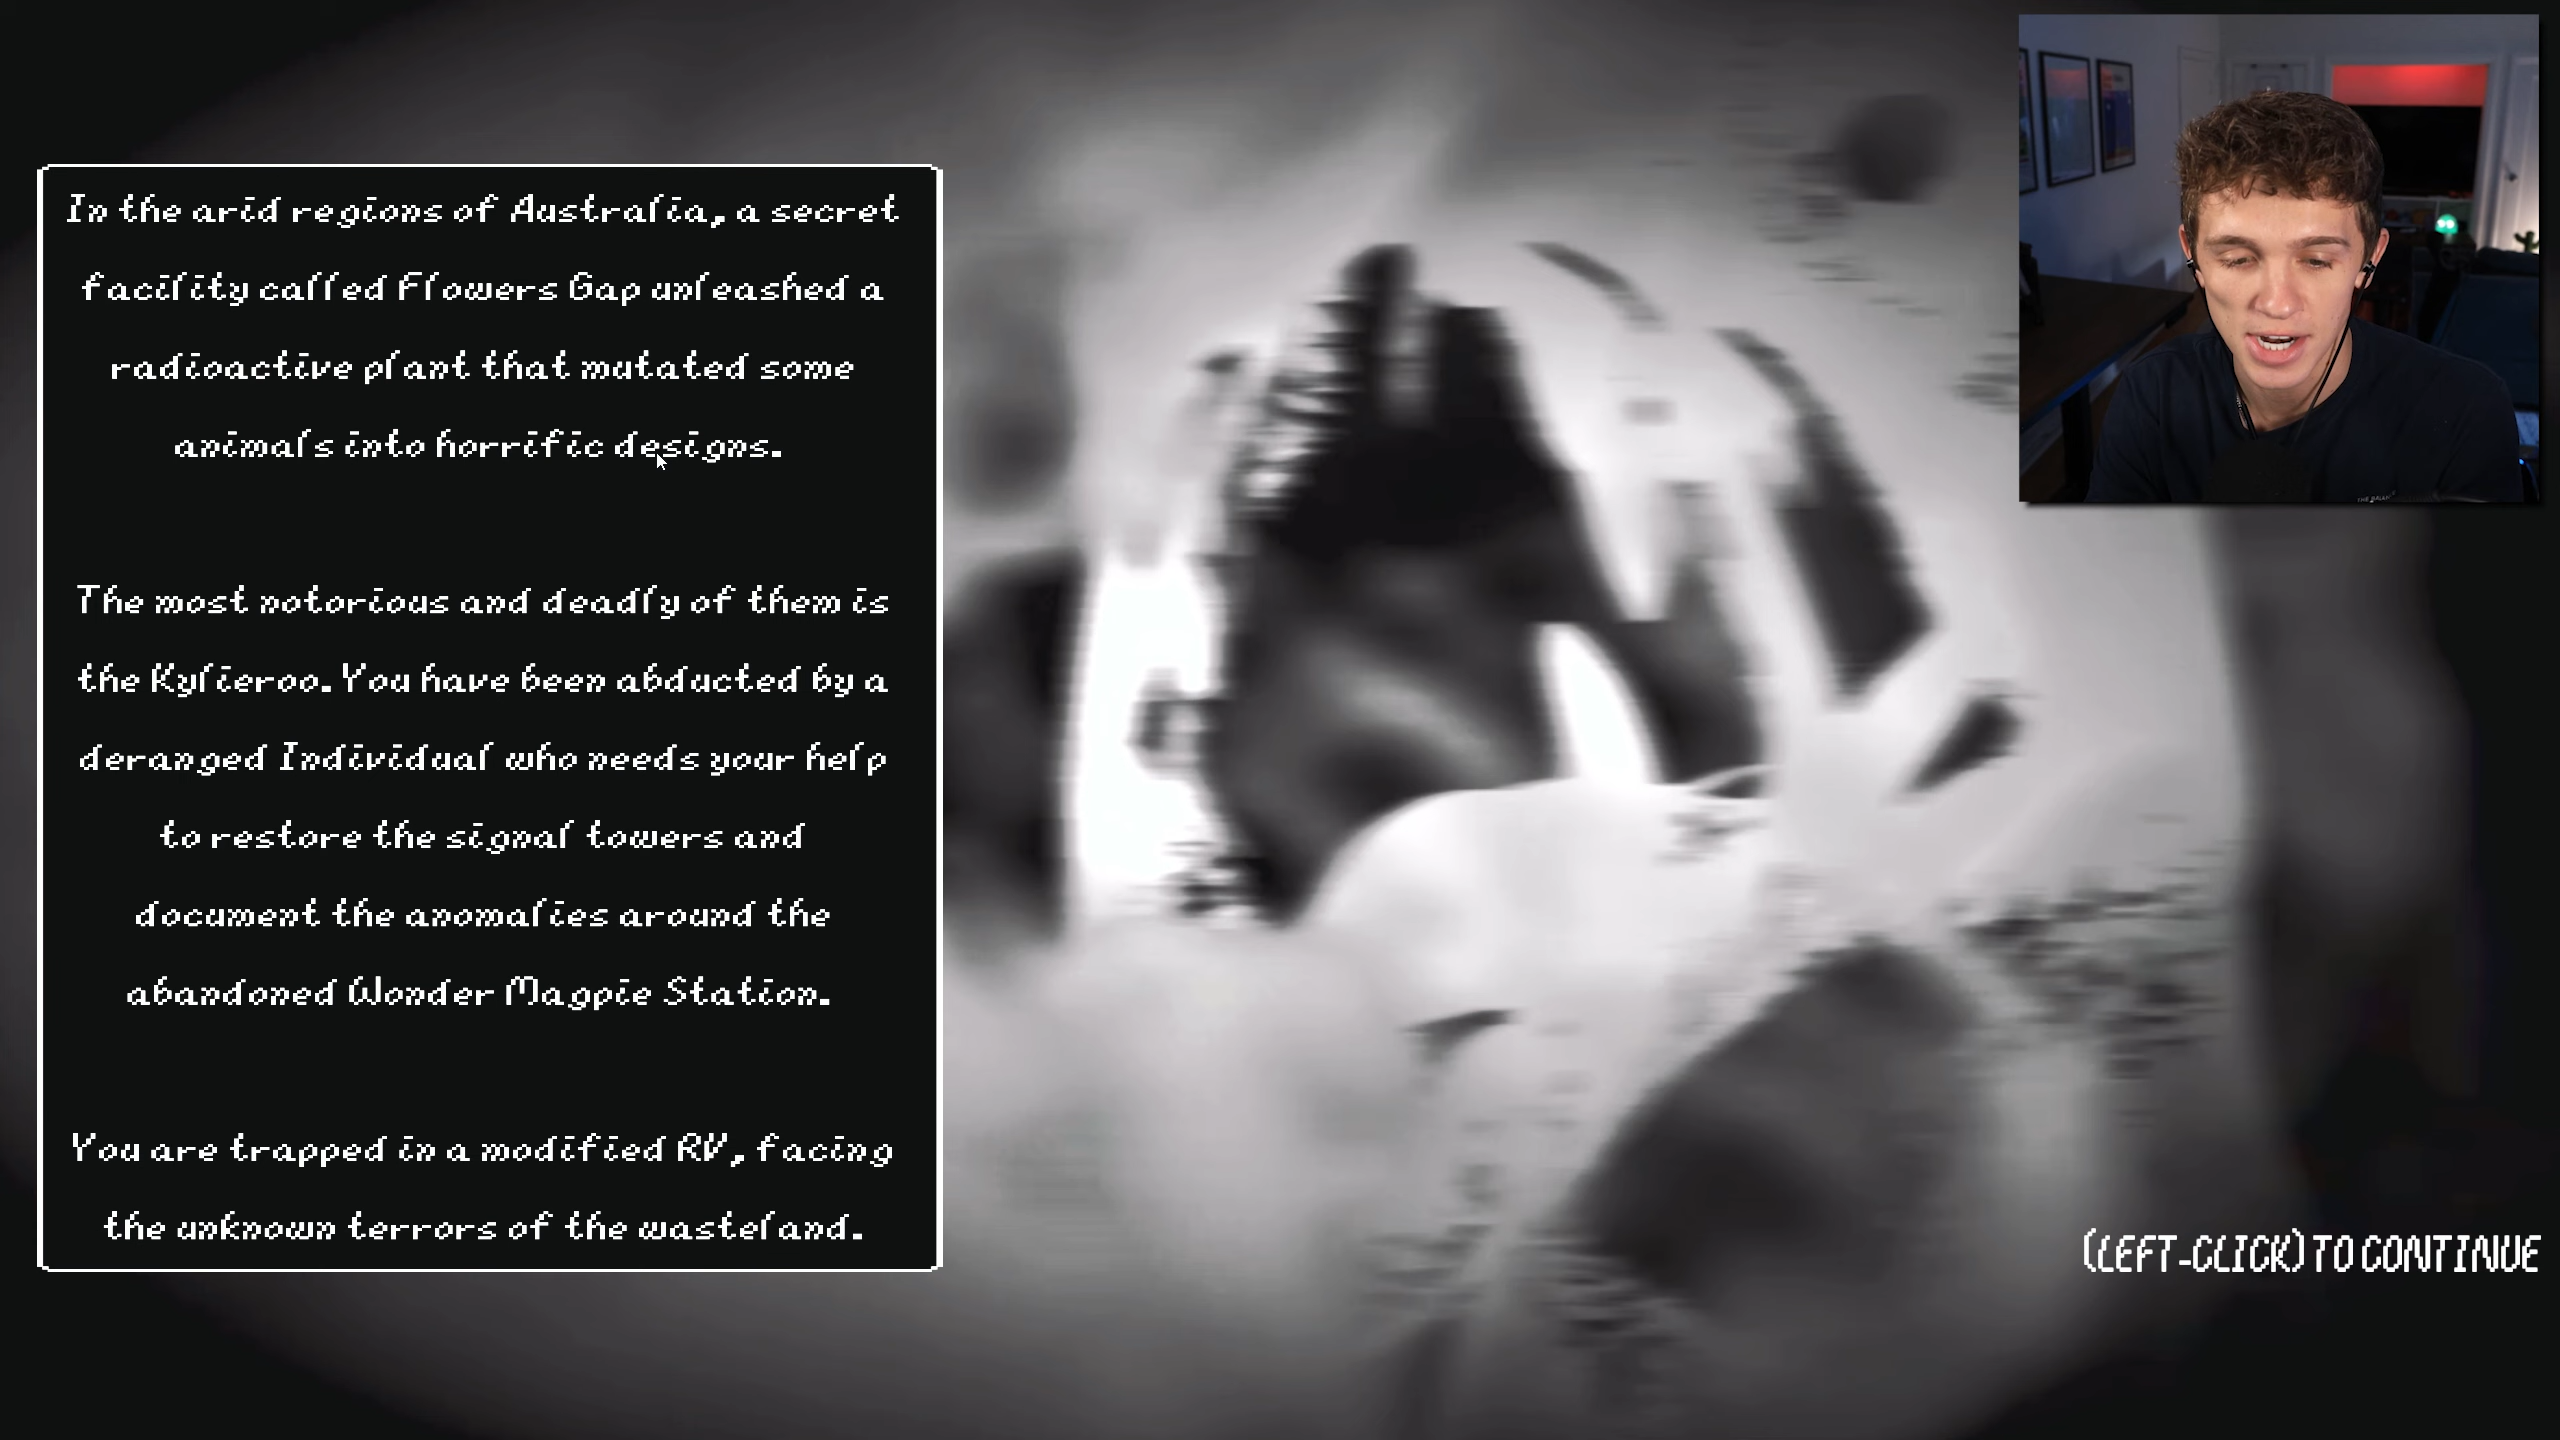 In the arid regions of Australia, a secret
facility called Flowers Gap unleashed a
radioactive plant that mutated some
animals into horrific designs.
The most notorious and deadly of them is
the Kylieroo. You have been abducted by a
deranged Individual who needs your help
to restore the signal towers and
document the anomalies around the
abandoned Wonder Magpie Station.
You are trapped in a modified RV, facing
the unknown terrors of the wasteland.
(LEFT-CLICK) TO CONTINUE